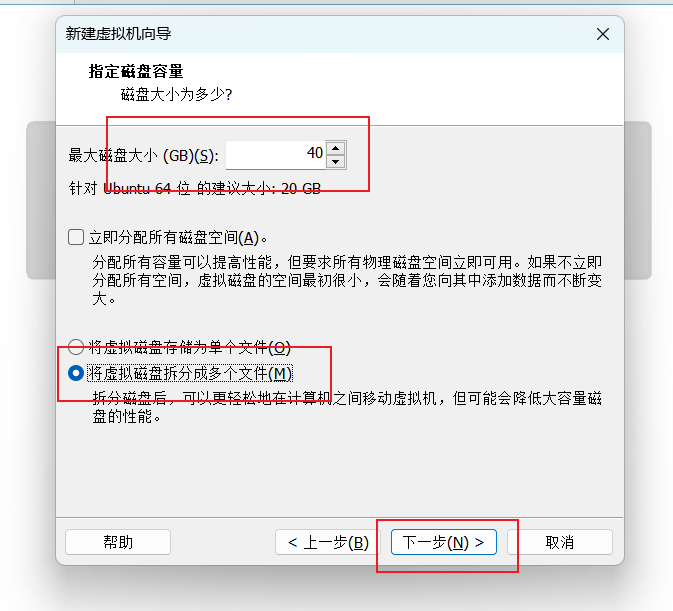 新建虚拟机向导
指定磁盘容量
磁盘大小为多少?
最大磁盘大小 (GB)(S): 40
针对 Ubuntu 64 位 的建议大小: 20 GB
立即分配所有磁盘空间(A)。
分配所有容量可以提高性能，但要求所有物理磁盘空间立即可用。如果不立即
分配所有空间，虚拟磁盘的空间最初很小，会随着您向其中添加数据而不断变
大。
将虚拟磁盘存储为单个文件(O)
将虚拟磁盘拆分成多个文件(M)
拆分磁盘后，可以更轻松地在计算机之间移动虚拟机，但可能会降低大容量磁
盘的性能。
帮助 < 上一步(B) 下一步(N) > 取消